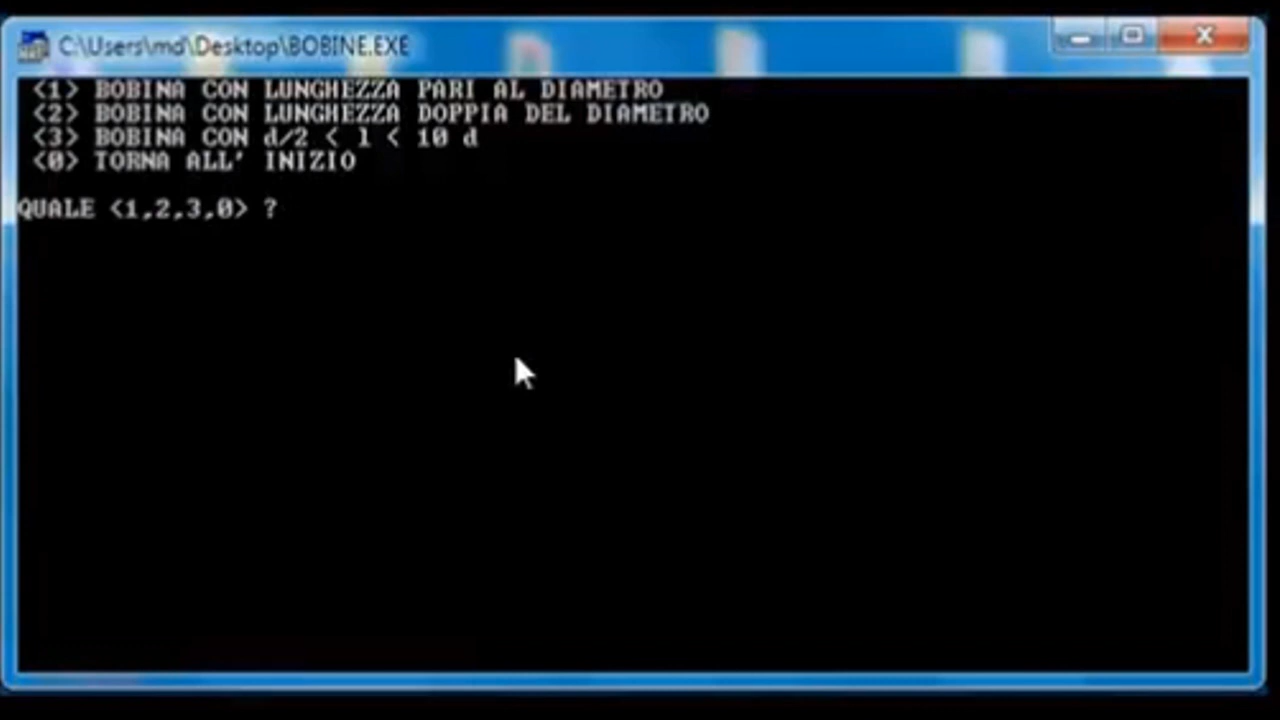 C:\Users\md\Desktop\BOBINE.EXE
<1> BOBINA CON LUNGHEZZA PARI AL DIAMETRO
<2> BOBINA CON LUNGHEZZA DOPPIA DEL DIAMETRO
<3> BOBINA CON d/2 < l < 10 d
<0> TORNA ALL' INIZIO
QUALE <1,2,3,0> ?